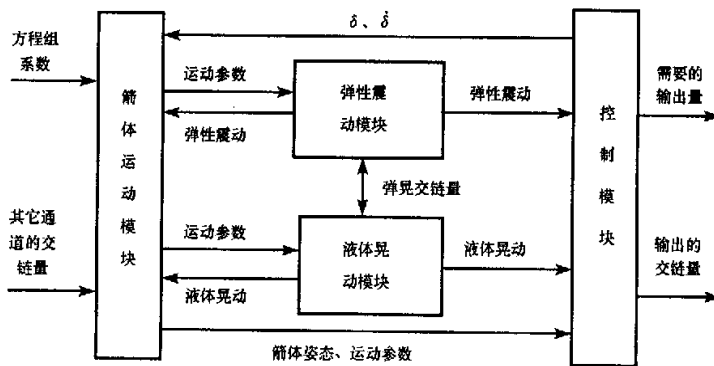 δ、δ̇
方程组
系数
箭体运动模块
运动参数
弹性震动
弹性震
动模块
弹性震动
控制模块
需要的
输出量
弹晃交链量
其它通
道的交
链量
运动参数
液体晃动
液体晃
动模块
液体晃动
输出的
交链量
箭体姿态、运动参数